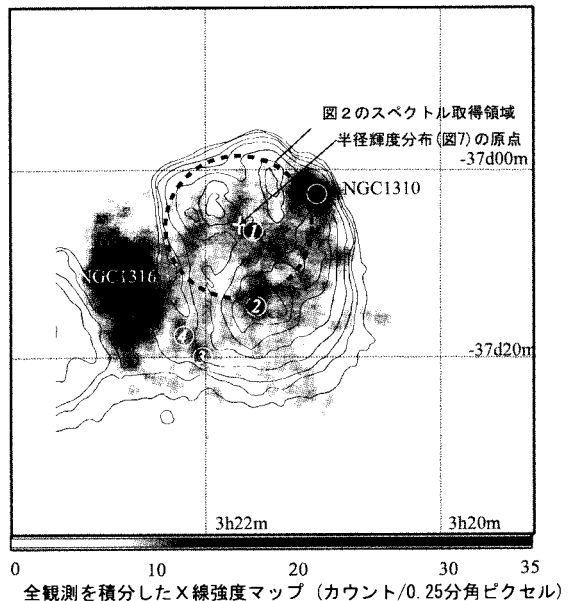 図2のスペクトル取得領域
半径輝度分布(図7)の原点
-37d00m
NGC1310
1
NGC1316
2
4
3
-37d20m
3h22m
3h20m
0 10 20 30 35
全観測を積分したX線強度マップ (カウント/0.25分角ピクセル)